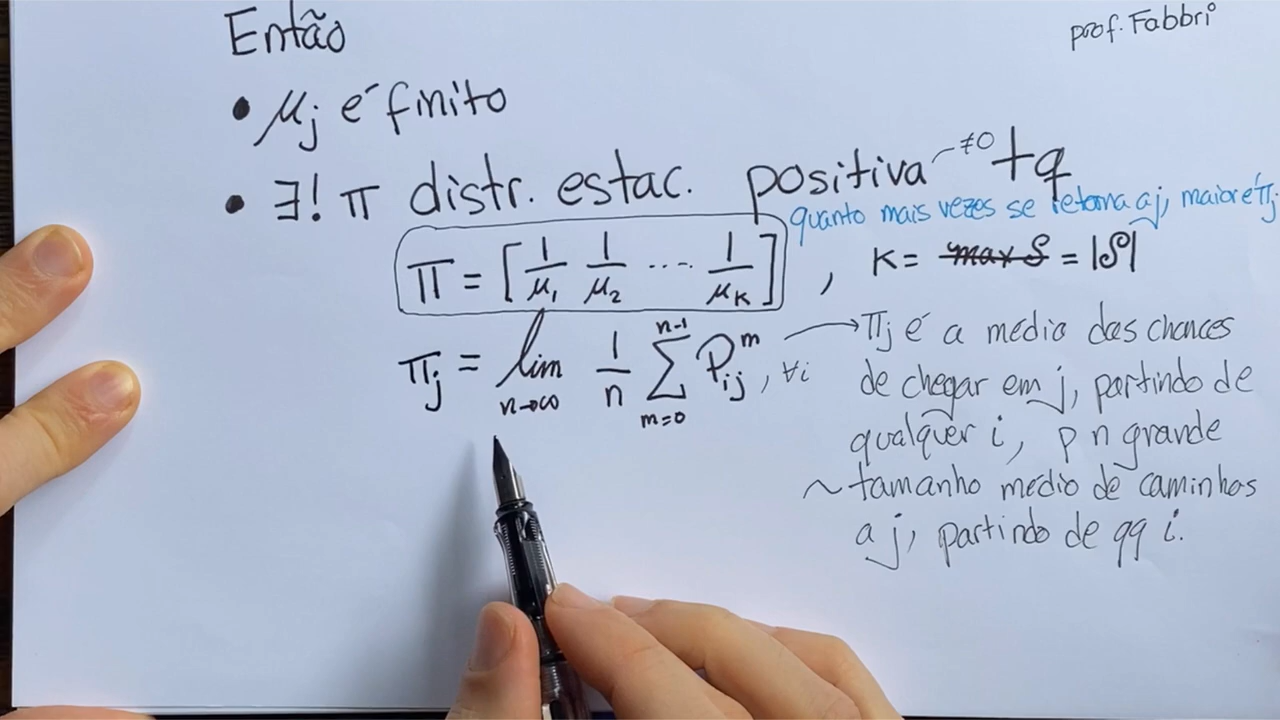 Então
prof. Fabbri
• μj é finito
• ∃! π distr. estac. positiva ≠0 tq
quanto mais vezes se retorna a j, maior é πj
π = [1/μ1 1/μ2 ... 1/μK], K = max S = |S|
πj = lim n→∞ 1/n Σ m=0 n-1 Pij^m, ∀i → πj é a médio das chances
de chegar em j, partindo de
qualquer i, p n grande
~ tamanho médio de caminhos
a j, partindo de qq i.